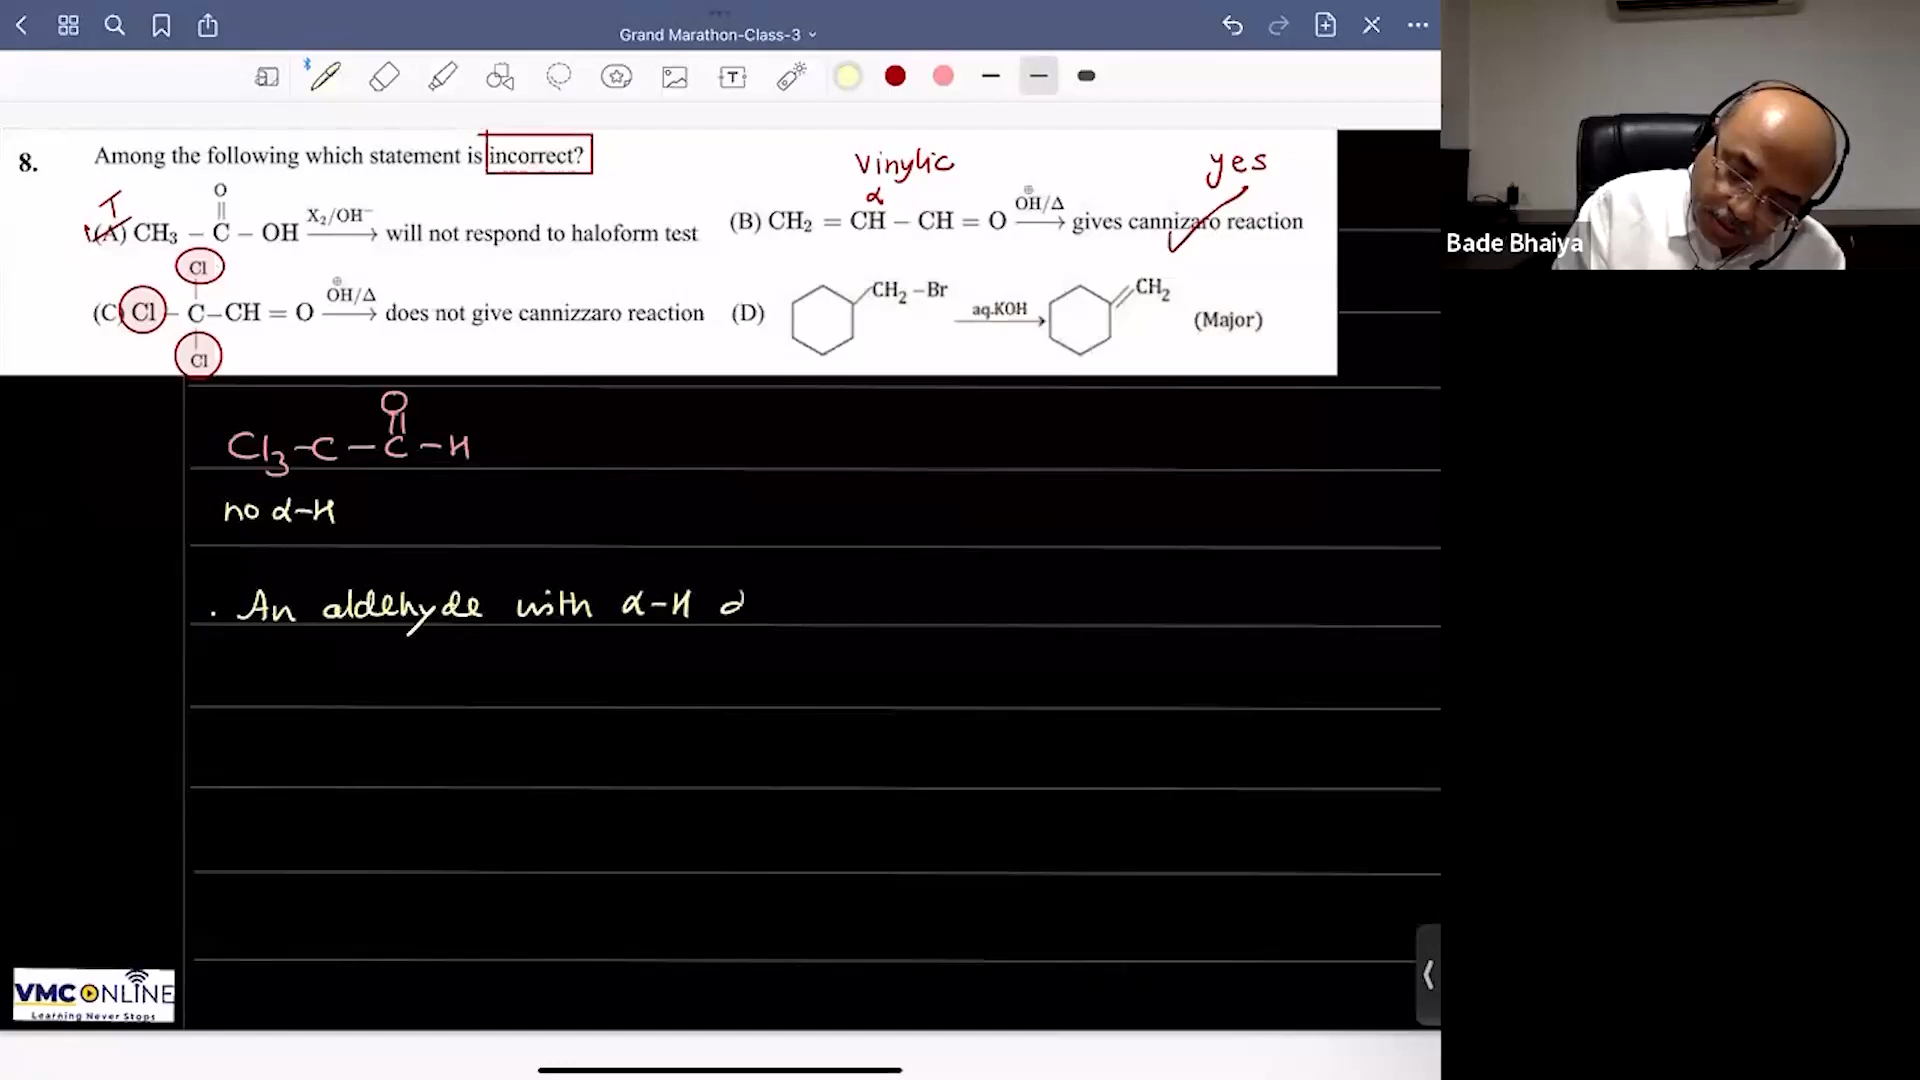 Grand Marathon-Class-3
8. Among the following which statement is incorrect?
Vinylic
yes
T
α
(A) CH₃ – C – OH X₂/OH⁻ → will not respond to haloform test
O
(B) CH₂ = CH – CH = O OH/Δ → gives cannizaro reaction
⊕
Cl
(C) Cl – C – CH = O OH/Δ → does not give cannizzaro reaction
⊕
Cl
(D) CH₂ – Br aq.KOH → CH₂ (Major)
O
Cl₃ – C – C – H
no α-H
. An aldehyde with α-H d
Bade Bhaiya
VMC ONLINE
Learning Never Stops